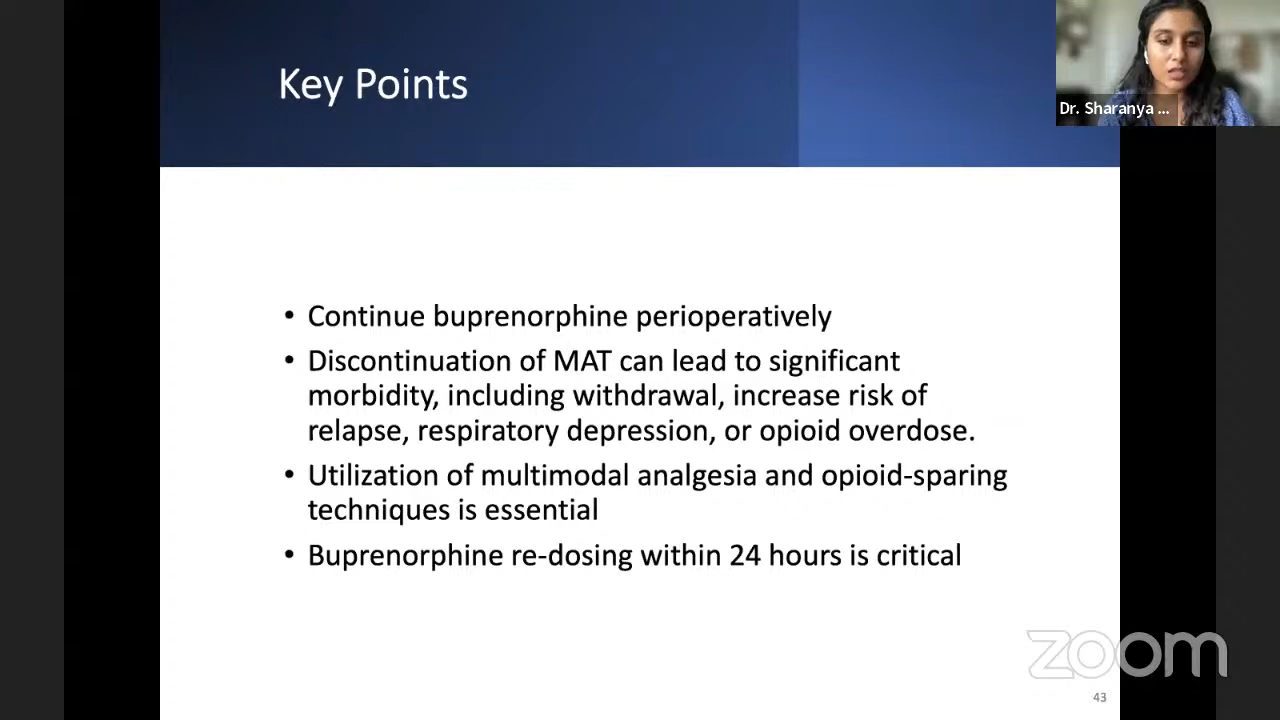 Key Points
Dr. Sharanya ...
• Continue buprenorphine perioperatively
• Discontinuation of MAT can lead to significant
morbidity, including withdrawal, increase risk of
relapse, respiratory depression, or opioid overdose.
• Utilization of multimodal analgesia and opioid-sparing
techniques is essential
• Buprenorphine re-dosing within 24 hours is critical
zoom
43